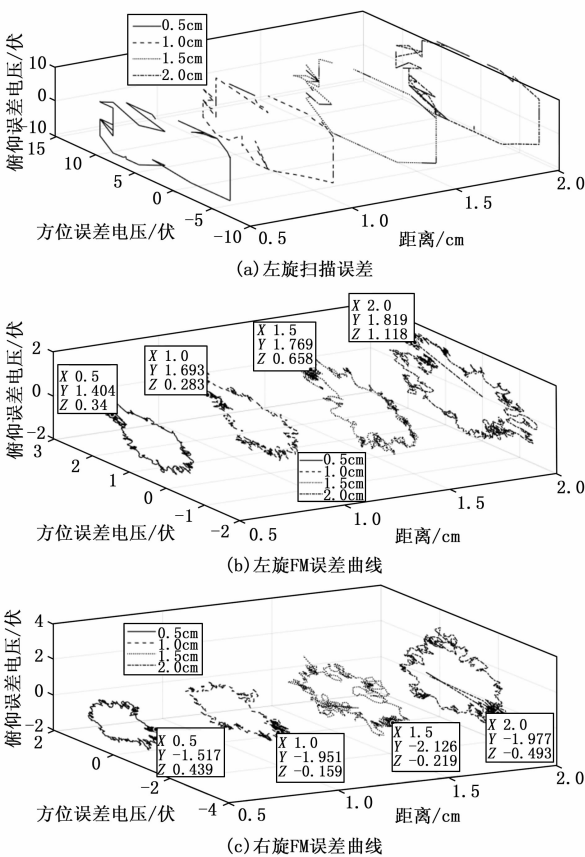 0.5cm
1.0cm
1.5cm
2.0cm
俯仰误差电压/伏
10
0
-10
15
10
5
0
-5
-10
方位误差电压/伏
0.5
1.0
1.5
2.0
距离/cm
(a)左旋扫描误差
X 0.5
Y 1.404
Z 0.34
X 1.0
Y 1.693
Z 0.283
X 1.5
Y 1.769
Z 0.658
X 2.0
Y 1.819
Z 1.118
俯仰误差电压/伏
2
0
-2
3
2
1
0
-1
-2
方位误差电压/伏
0.5cm
1.0cm
1.5cm
2.0cm
0.5
1.0
1.5
2.0
距离/cm
(b)左旋FM误差曲线
0.5cm
1.0cm
1.5cm
2.0cm
俯仰误差电压/伏
4
2
0
-2
2
0
-2
-4
方位误差电压/伏
X 0.5
Y -1.517
Z 0.439
X 1.0
Y -1.951
Z -0.159
X 1.5
Y -2.126
Z -0.219
X 2.0
Y -1.977
Z -0.493
0.5
1.0
1.5
2.0
距离/cm
(c)右旋FM误差曲线